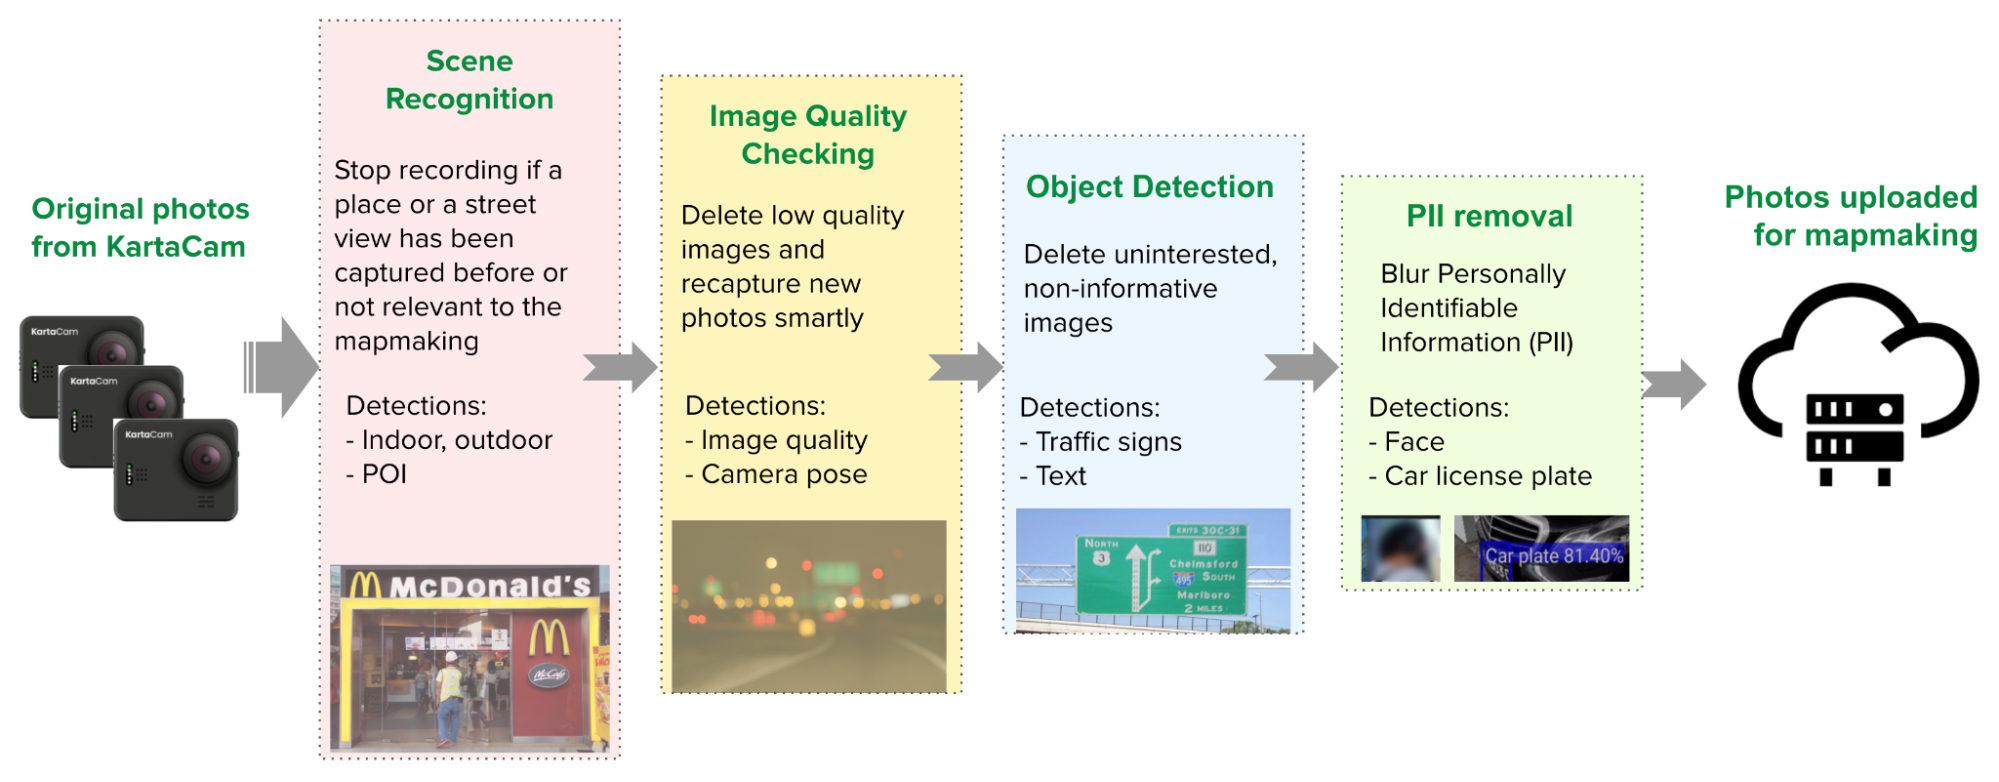 Original photos
from KartaCam
KartaCam
KartaCam
KartaCam
Scene
Recognition
Stop recording if a
place or a street
view has been
captured before or
not relevant to the
mapmaking
Detections:
- Indoor, outdoor
- POI
McDonald's
McCafé
Image Quality
Checking
Delete low quality
images and
recapture new
photos smartly
Detections:
- Image quality
- Camera pose
Object Detection
Delete uninterested,
non-informative
images
Detections:
- Traffic signs
- Text
EXITS 30C-31
NORTH
3
110
Chelmsford
495 SOUTH
Marlboro
2 MILES
PII removal
Blur Personally
Identifiable
Information (PII)
Detections:
- Face
- Car license plate
Car plate 81.40%
Photos uploaded
for mapmaking